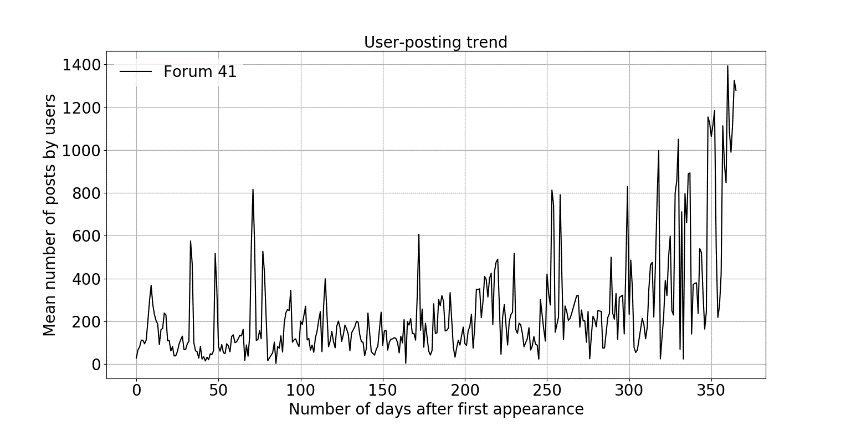 User-posting trend
Forum 41
Mean number of posts by users
1400
1200
1000
800
600
400
200
0
0 50 100 150 200 250 300 350
Number of days after first appearance